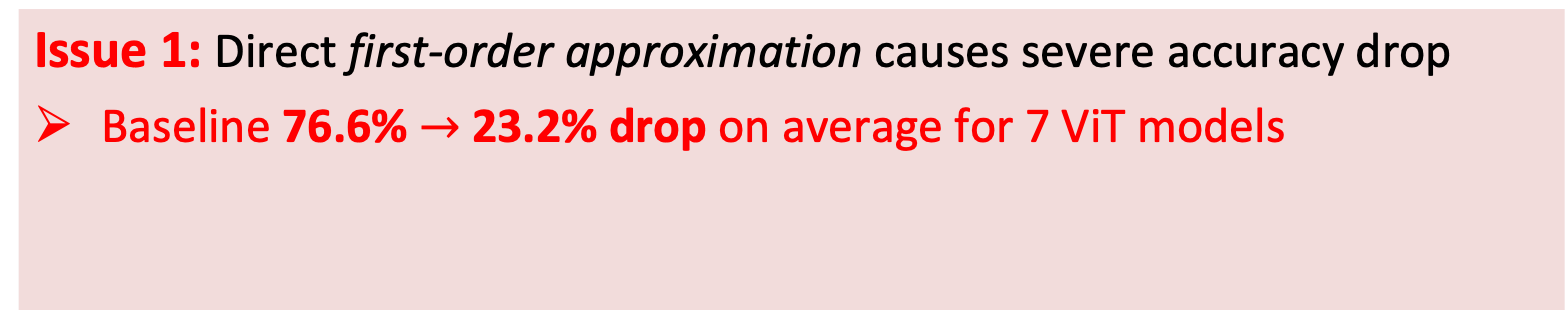 Issue 1: Direct first-order approximation causes severe accuracy drop
➢ Baseline 76.6% → 23.2% drop on average for 7 ViT models